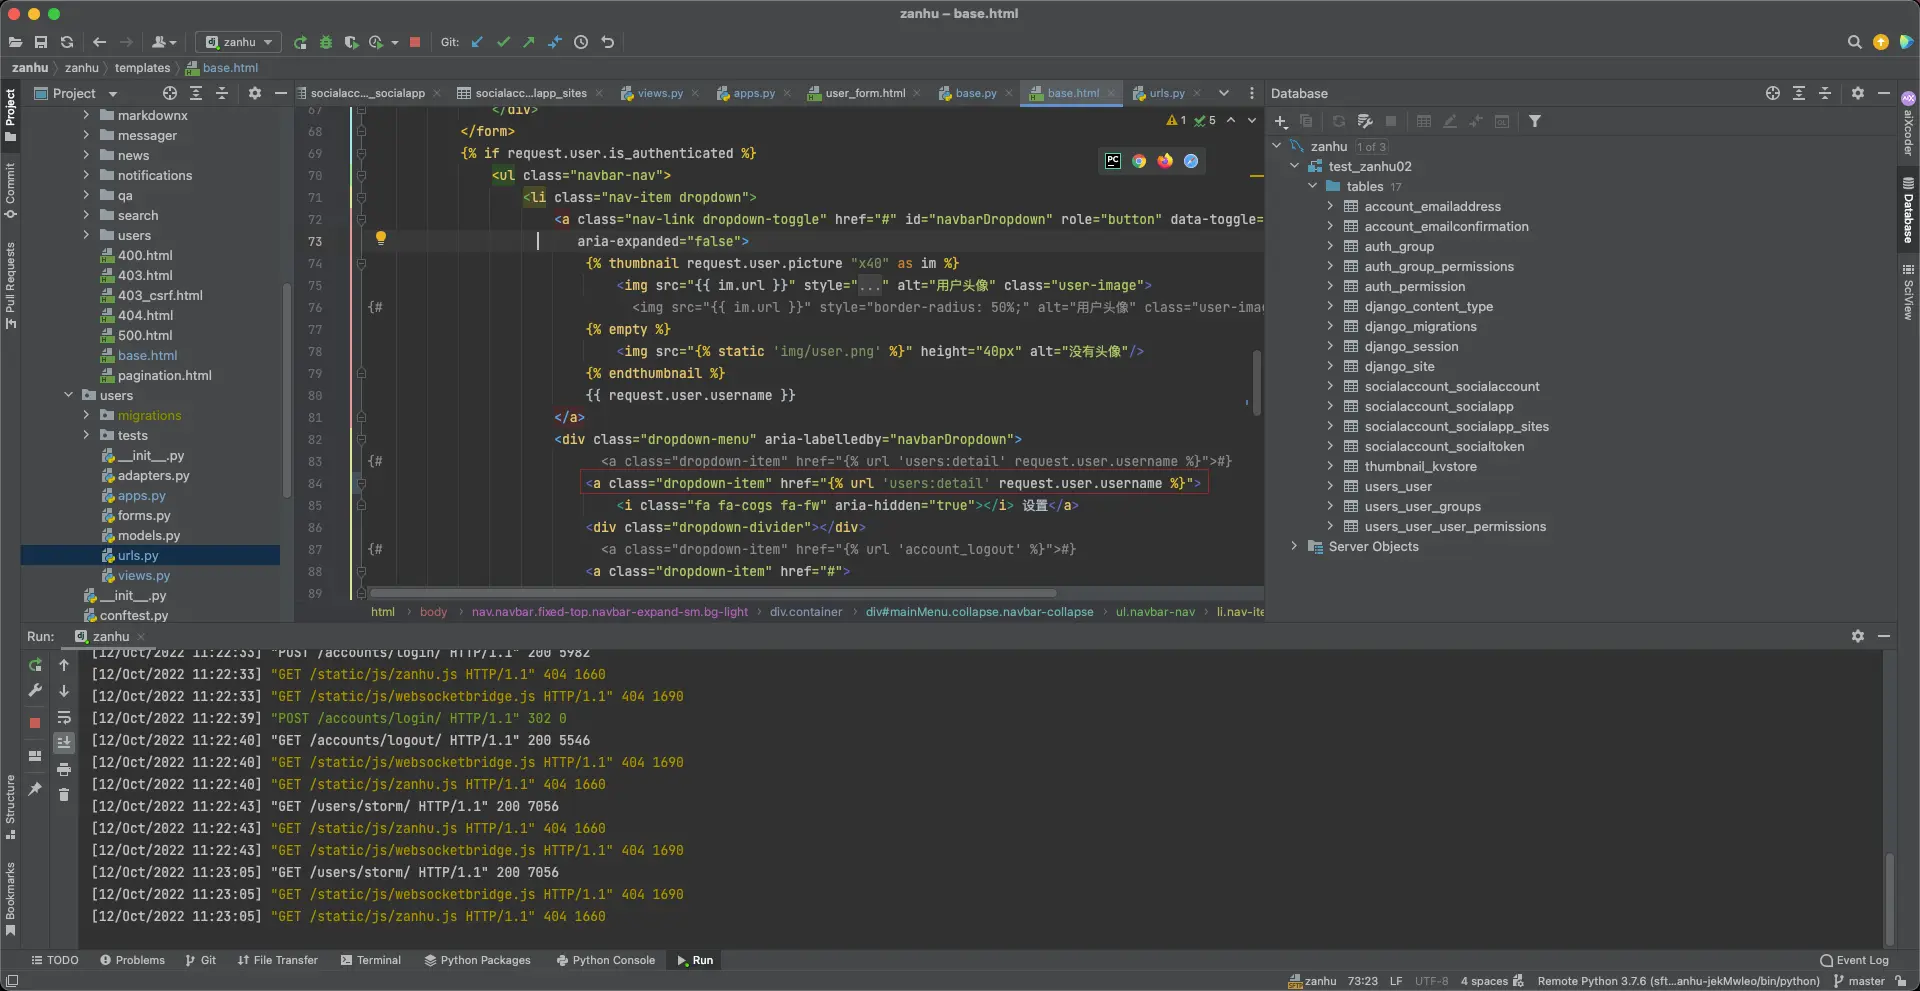 zanhu – base.html
zanhu
Git:
zanhu
zanhu
templates
base.html
Project
Commit
Pull Requests
Structure
Bookmarks
Project
markdownx
messager
news
notifications
qa
search
users
400.html
403.html
403_csrf.html
404.html
500.html
base.html
pagination.html
users
migrations
tests
__init__.py
adapters.py
apps.py
forms.py
models.py
urls.py
views.py
__init__.py
conftest.py
socialacc..._socialapp
socialacc...lapp_sites
views.py
apps.py
user_form.html
base.py
base.html
urls.py
1 5
67 </div>
68 </form>
69 {% if request.user.is_authenticated %}
70 <ul class="navbar-nav">
71 <li class="nav-item dropdown">
72 <a class="nav-link dropdown-toggle" href="#" id="navbarDropdown" role="button" data-toggle=
73 aria-expanded="false">
74 {% thumbnail request.user.picture "x40" as im %}
75 <img src="{{ im.url }}" style="..." alt="用户头像" class="user-image">
76 {# <img src="{{ im.url }}" style="border-radius: 50%;" alt="用户头像" class="user-ima
77 {% empty %}
78 <img src="{% static 'img/user.png' %}" height="40px" alt="没有头像"/>
79 {% endthumbnail %}
80 {{ request.user.username }}
81 </a>
82 <div class="dropdown-menu" aria-labelledby="navbarDropdown">
83 {# <a class="dropdown-item" href="{% url 'users:detail' request.user.username %}">#}
84 <a class="dropdown-item" href="{% url 'users:detail' request.user.username %}">
85 <i class="fa fa-cogs fa-fw" aria-hidden="true"></i> 设置</a>
86 <div class="dropdown-divider"></div>
87 {# <a class="dropdown-item" href="{% url 'account_logout' %}">#}
88 <a class="dropdown-item" href="#">
89
html body nav.navbar.fixed-top.navbar-expand-sm.bg-light div.container div#mainMenu.collapse.navbar-collapse ul.navbar-nav li.nav-ite
Database
zanhu 1 of 3
test_zanhu02
tables 17
account_emailaddress
account_emailconfirmation
auth_group
auth_group_permissions
auth_permission
django_content_type
django_migrations
django_session
django_site
socialaccount_socialaccount
socialaccount_socialapp
socialaccount_socialapp_sites
socialaccount_socialtoken
thumbnail_kvstore
users_user
users_user_groups
users_user_user_permissions
Server Objects
aiXcoder
Database
SciView
Run: zanhu
[12/Oct/2022 11:22:33] "POST /accounts/login/ HTTP/1.1" 200 5982
[12/Oct/2022 11:22:33] "GET /static/js/zanhu.js HTTP/1.1" 404 1660
[12/Oct/2022 11:22:33] "GET /static/js/websocketbridge.js HTTP/1.1" 404 1690
[12/Oct/2022 11:22:39] "POST /accounts/login/ HTTP/1.1" 302 0
[12/Oct/2022 11:22:40] "GET /accounts/logout/ HTTP/1.1" 200 5546
[12/Oct/2022 11:22:40] "GET /static/js/websocketbridge.js HTTP/1.1" 404 1690
[12/Oct/2022 11:22:40] "GET /static/js/zanhu.js HTTP/1.1" 404 1660
[12/Oct/2022 11:22:43] "GET /users/storm/ HTTP/1.1" 200 7056
[12/Oct/2022 11:22:43] "GET /static/js/zanhu.js HTTP/1.1" 404 1660
[12/Oct/2022 11:22:43] "GET /static/js/websocketbridge.js HTTP/1.1" 404 1690
[12/Oct/2022 11:23:05] "GET /users/storm/ HTTP/1.1" 200 7056
[12/Oct/2022 11:23:05] "GET /static/js/websocketbridge.js HTTP/1.1" 404 1690
[12/Oct/2022 11:23:05] "GET /static/js/zanhu.js HTTP/1.1" 404 1660
TODO Problems Git File Transfer Terminal Python Packages Python Console Run Event Log
zanhu 73:23 LF UTF-8 4 spaces Remote Python 3.7.6 (sft...anhu-jekMwleo/bin/python) master